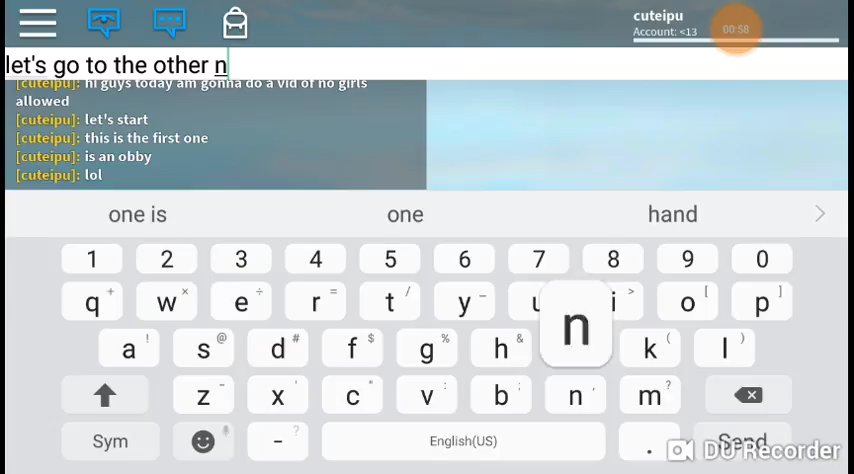 cuteipu
Account: <13
00:58
let's go to the other n
[cuteipu]: hi guys today am gonna do a vid of no girls
allowed
[cuteipu]: let's start
[cuteipu]: this is the first one
[cuteipu]: is an obby
[cuteipu]: lol
one is one hand
1 2 3 4 5 6 7 8 9 0
q + w × e ÷ r = t / y _ u i > o [ p ]
a ! s @ d # f $ g % h & n k ( l )
z - x ' c " v : b ; n , m ?
Sym - ? English(US) . Send
DU Recorder